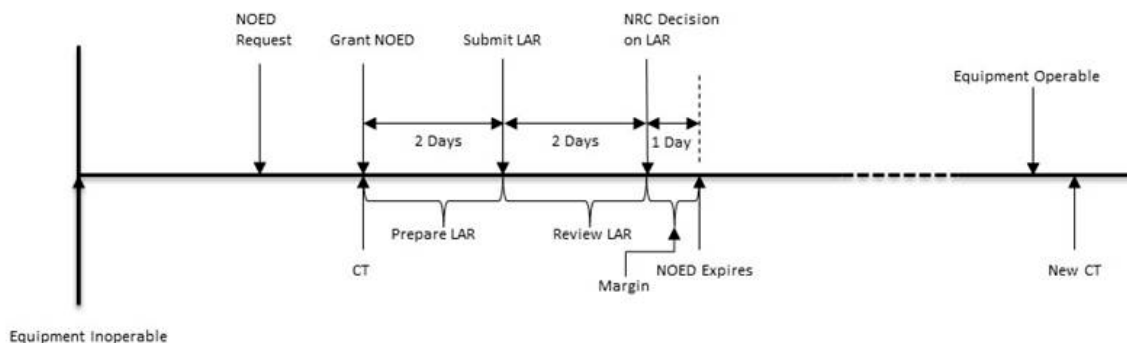 NOED
Request
Grant NOED
Submit LAR
NRC Decision
on LAR
Equipment Operable
2 Days
2 Days
1 Day
Prepare LAR
Review LAR
CT
Margin
NOED Expires
New CT
Equipment Inoperable